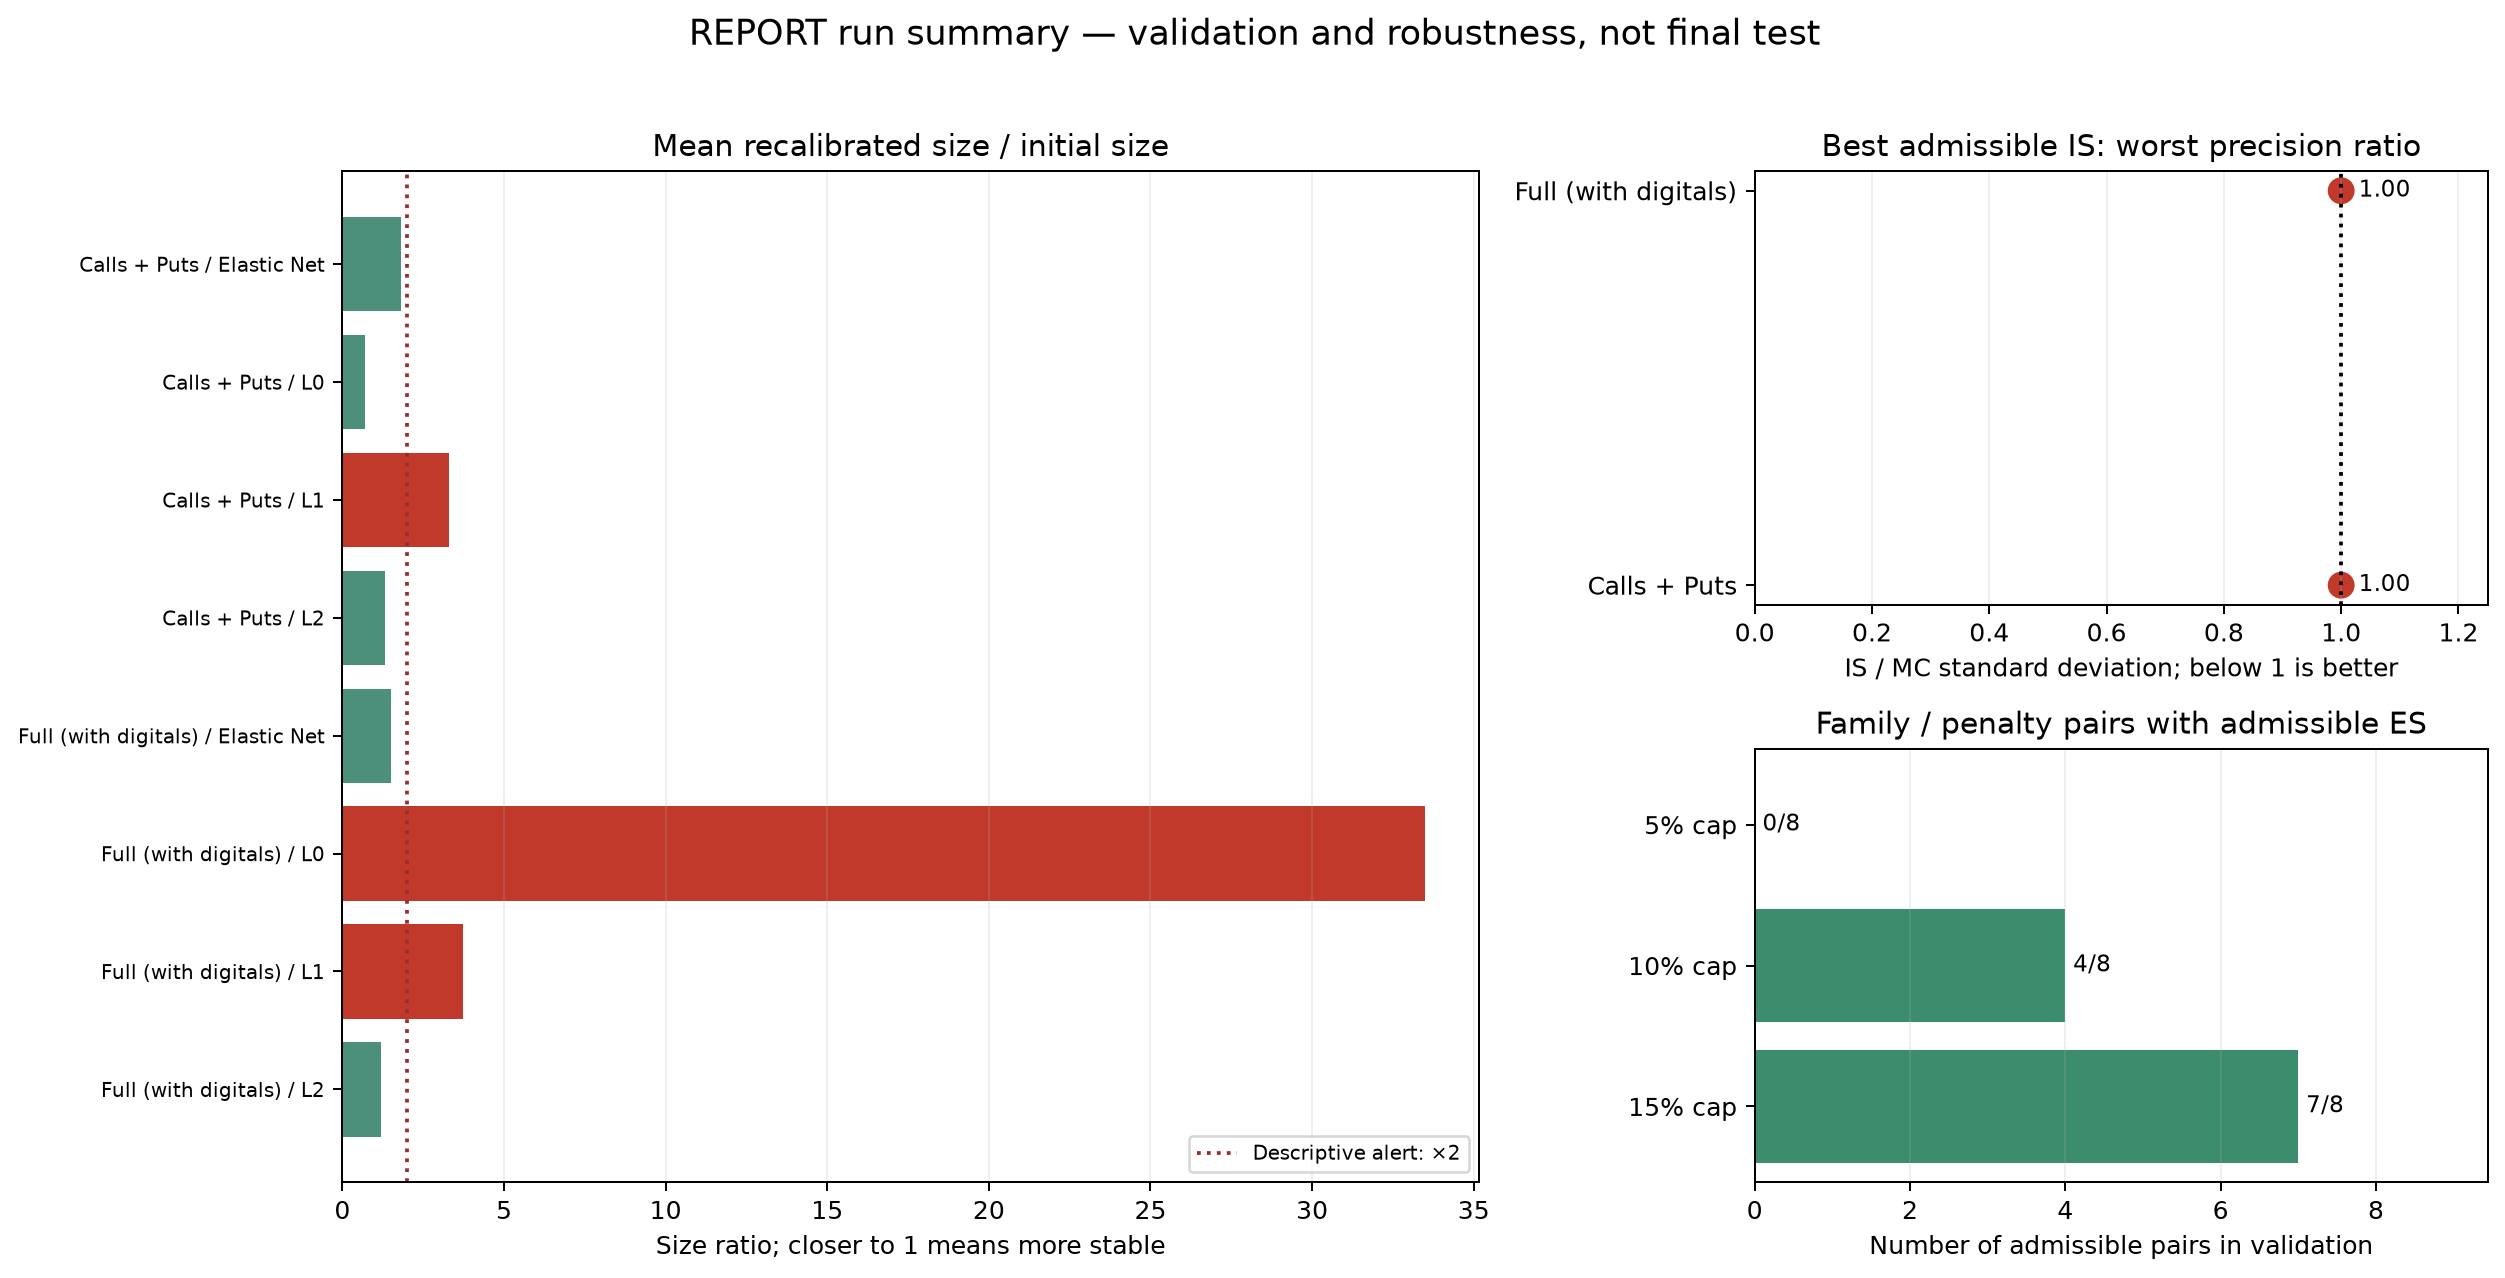 REPORT run summary — validation and robustness, not final test
Mean recalibrated size / initial size
Calls + Puts / Elastic Net
Calls + Puts / L0
Calls + Puts / L1
Calls + Puts / L2
Full (with digitals) / Elastic Net
Full (with digitals) / L0
Full (with digitals) / L1
Full (with digitals) / L2
Descriptive alert: ×2
0 5 10 15 20 25 30 35
Size ratio; closer to 1 means more stable
Best admissible IS: worst precision ratio
Full (with digitals)
1.00
Calls + Puts
1.00
0.0 0.2 0.4 0.6 0.8 1.0 1.2
IS / MC standard deviation; below 1 is better
Family / penalty pairs with admissible ES
5% cap
0/8
10% cap
4/8
15% cap
7/8
0 2 4 6 8
Number of admissible pairs in validation